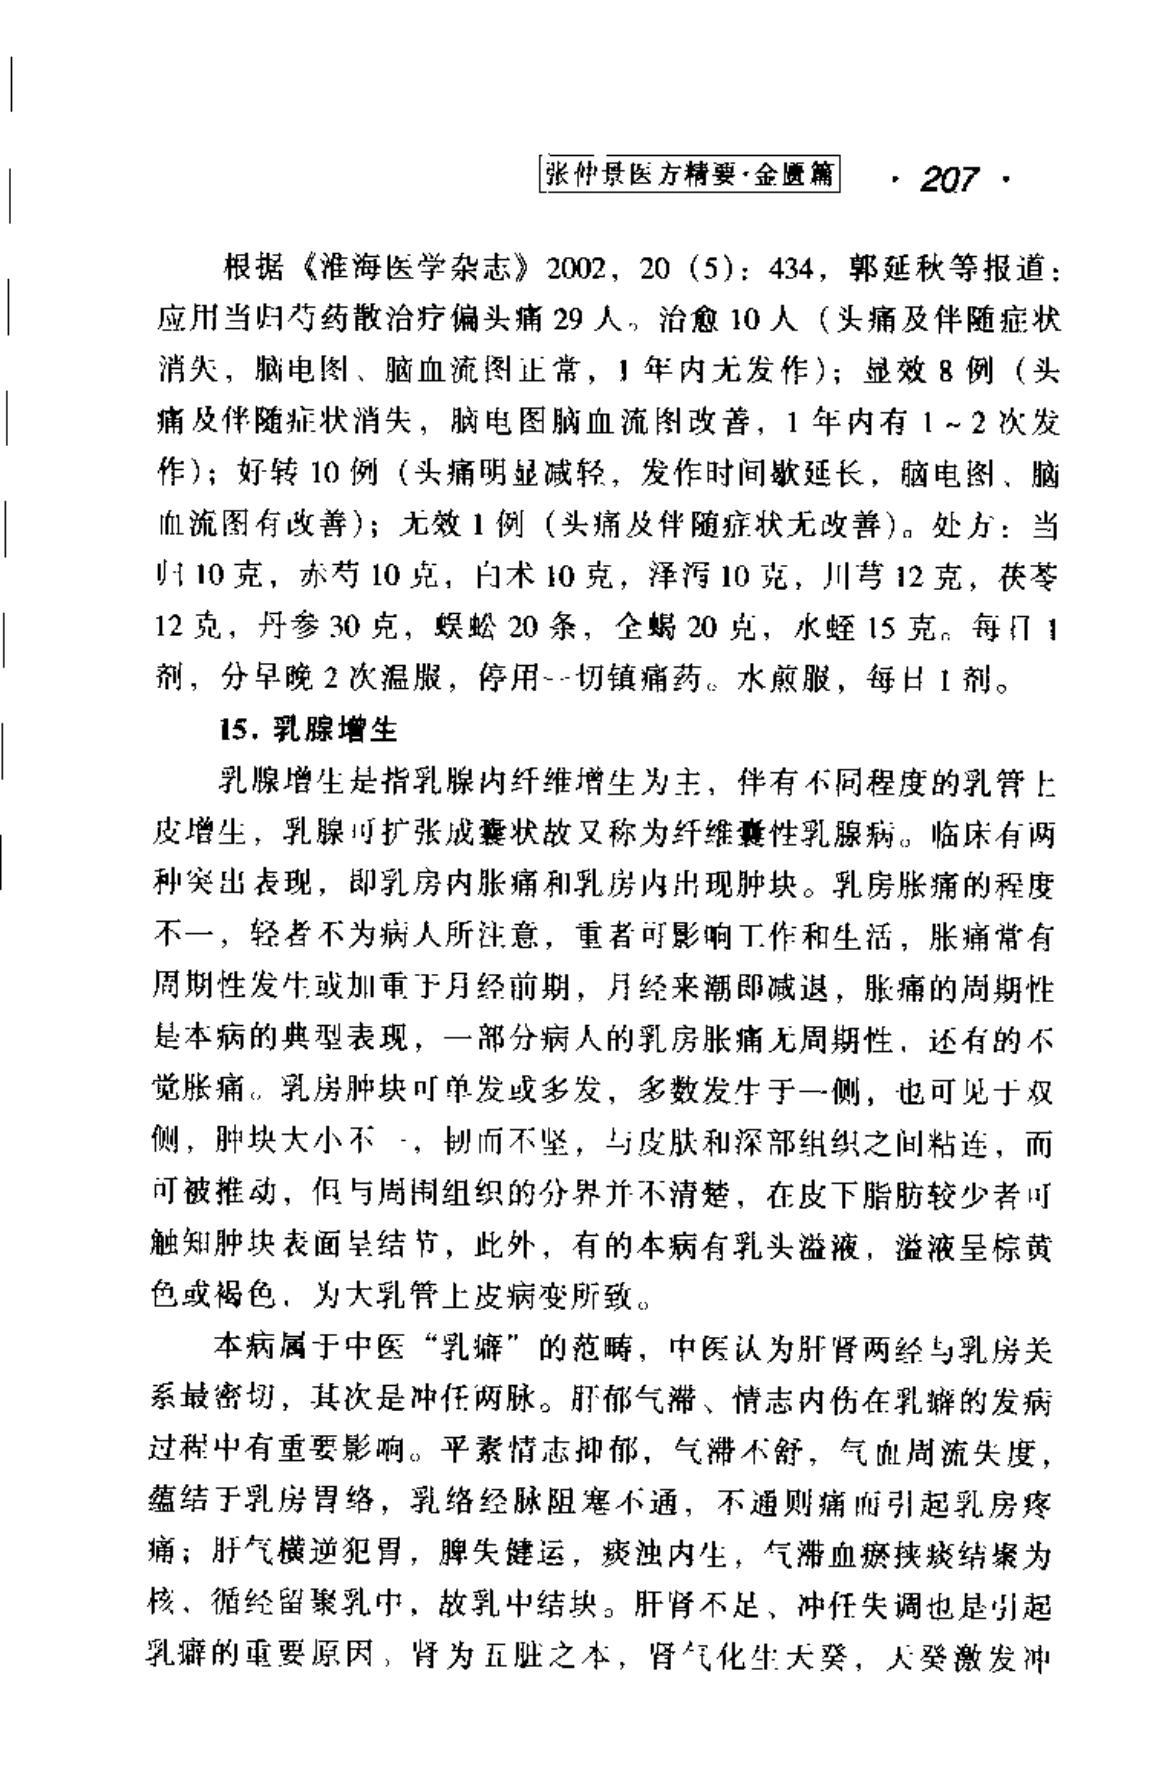 张仲景医方精要·金匮篇 · 207 ·
根据《淮海医学杂志》2002，20（5）：434，郭延秋等报道：
应用当归芍药散治疗偏头痛 29 人。治愈 10 人（头痛及伴随症状
消失，脑电图、脑血流图正常，1 年内无发作）；显效 8 例（头
痛及伴随症状消失，脑电图脑血流图改善，1 年内有 1～2 次发
作）；好转 10 例（头痛明显减轻，发作时间歇延长，脑电图、脑
血流图有改善）；无效 1 例（头痛及伴随症状无改善）。处方：当
归 10 克，赤芍 10 克，白术 10 克，泽泻 10 克，川芎 12 克，茯苓
12 克，丹参 30 克，蜈蚣 20 条，全蝎 20 克，水蛭 15 克。每日 1
剂，分早晚 2 次温服，停用一切镇痛药。水煎服，每日 1 剂。
15. 乳腺增生
乳腺增生是指乳腺内纤维增生为主，伴有不同程度的乳管上
皮增生，乳腺可扩张成囊状故又称为纤维囊性乳腺病。临床有两
种突出表现，即乳房内胀痛和乳房内出现肿块。乳房胀痛的程度
不一，轻者不为病人所注意，重者可影响工作和生活，胀痛常有
周期性发生或加重于月经前期，月经来潮即减退，胀痛的周期性
是本病的典型表现，一部分病人的乳房胀痛无周期性，还有的不
觉胀痛。乳房肿块可单发或多发，多数发生于一侧，也可见于双
侧，肿块大小不一，韧而不坚，与皮肤和深部组织之间粘连，而
可被推动，但与周围组织的分界并不清楚，在皮下脂肪较少者可
触知肿块表面呈结节，此外，有的本病有乳头溢液，溢液呈棕黄
色或褐色，为大乳管上皮病变所致。
本病属于中医“乳癖”的范畴，中医认为肝肾两经与乳房关
系最密切，其次是冲任两脉。肝郁气滞、情志内伤在乳癖的发病
过程中有重要影响。平素情志抑郁，气滞不舒，气血周流失度，
蕴结于乳房胃络，乳络经脉阻塞不通，不通则痛而引起乳房疼
痛；肝气横逆犯胃，脾失健运，痰浊内生，气滞血瘀挟痰结聚为
核，循经留聚乳中，故乳中结块。肝肾不足、冲任失调也是引起
乳癖的重要原因，肾为五脏之本，肾气化生天癸，天癸激发冲